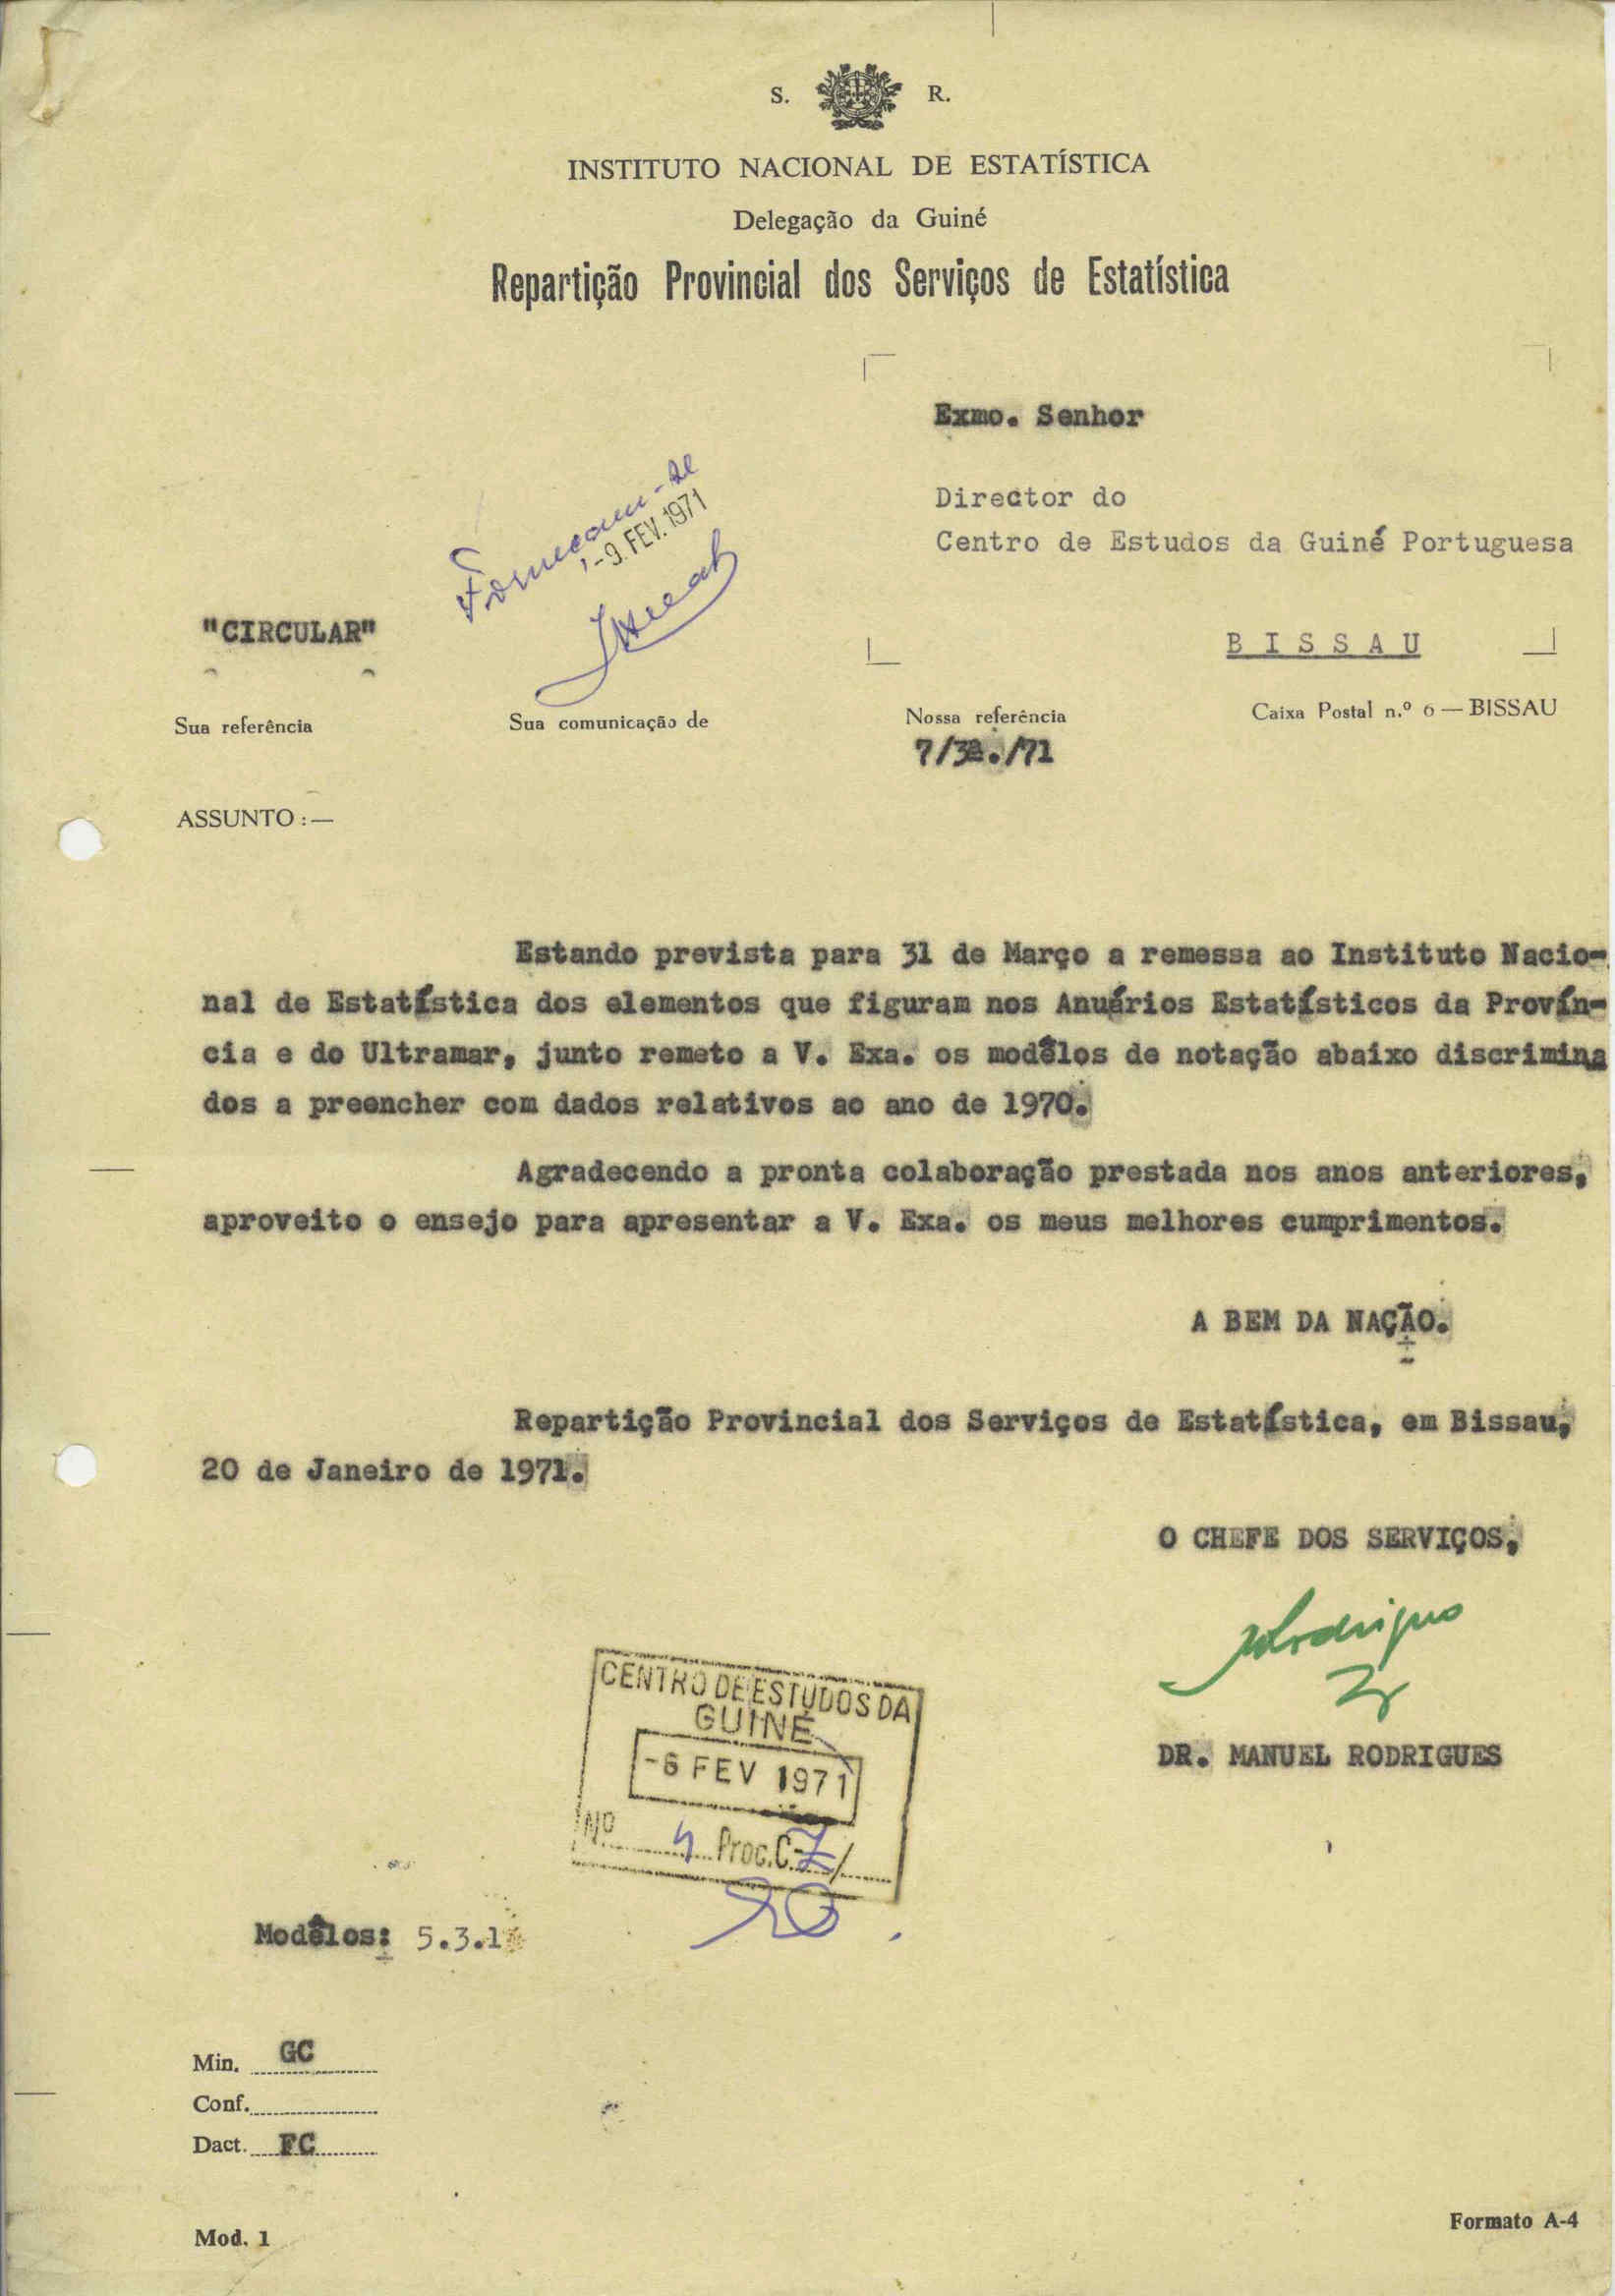 S. R.
INSTITUTO NACIONAL DE ESTATÍSTICA
Delegação da Guiné
Repartição Provincial dos Serviços de Estatística
Exmo. Senhor
Director do
Centro de Estudos da Guiné Portuguesa
-9. FEV. 1971
"CIRCULAR"
B I S S A U
Sua referência
Sua comunicação de
Nossa referência
Caixa Postal n.º 6 — BISSAU
ASSUNTO :—
Estando prevista para 31 de Março a remessa ao Instituto Nacio-
nal de Estatística dos elementos que figuram nos Anuários Estatísticos da Provín-
cia e do Ultramar, junto remeto a V. Exa. os modêlos de notação abaixo discrimina
dos a preencher com dados relativos ao ano de 1970.
Agradecendo a pronta colaboração prestada nos anos anteriores,
aproveito o ensejo para apresentar a V. Exa. os meus melhores cumprimentos.
A BEM DA NAÇÃO.
Repartição Provincial dos Serviços de Estatística, em Bissau,
20 de Janeiro de 1971.
O CHEFE DOS SERVIÇOS,
DR. MANUEL RODRIGUES
CENTRO DE ESTUDOS DA
GUINÉ
-6 FEV 1971
Nº 4 Proc. C-7/
20
Modêlos: 5.3.1
Min. GC
Conf.
Dact. FC
Mod. 1
Formato A-4